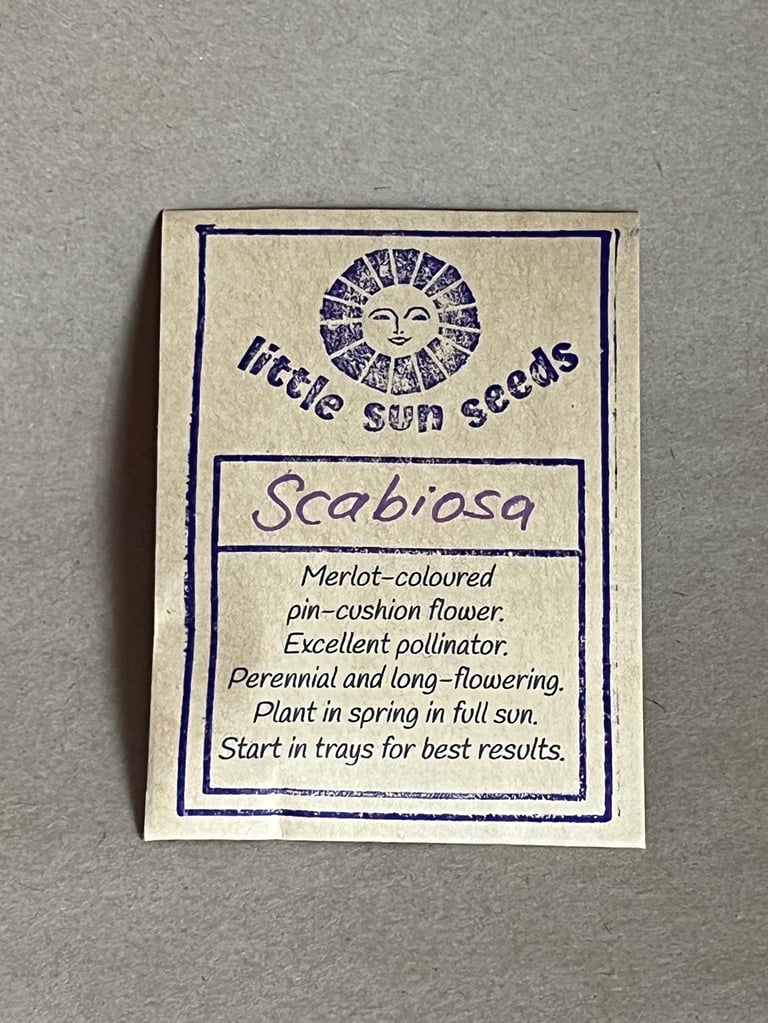 little sun seeds
Scabiosa
Merlot-coloured
pin-cushion flower.
Excellent pollinator.
Perennial and long-flowering.
Plant in spring in full sun.
Start in trays for best results.